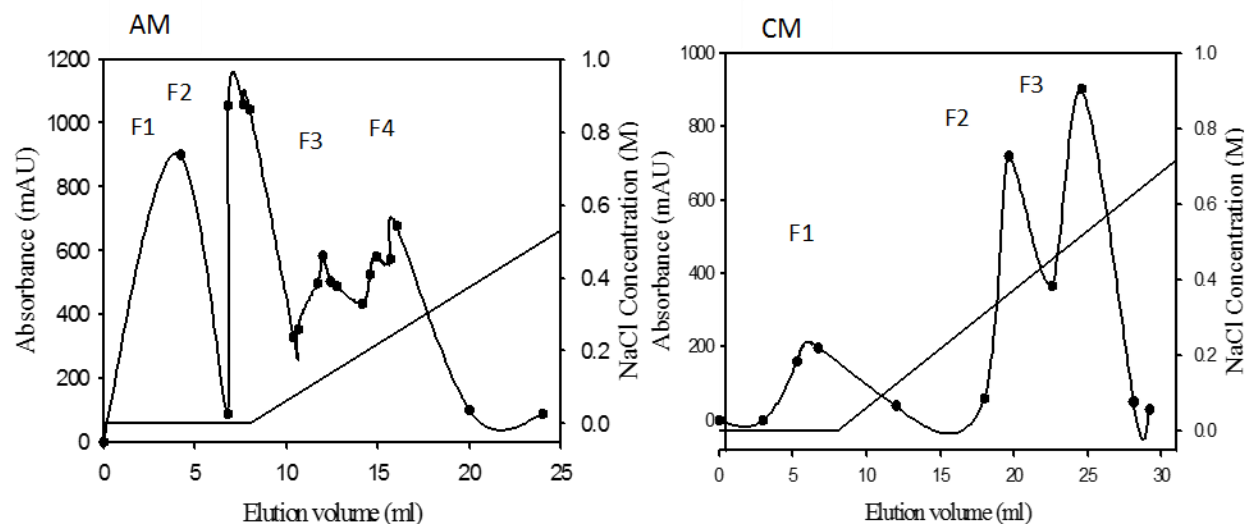 AM
Absorbance (mAU)
1200
1000
800
600
400
200
0
F1
F2
F3
F4
1.0
0.8
0.6
0.4
0.2
0.0
NaCl Concentration (M)
0 5 10 15 20 25
Elution volume (ml)
CM
Absorbance (mAU)
1000
800
600
400
200
0
F1
F2
F3
1.0
0.8
0.6
0.4
0.2
0.0
NaCl Concentration (M)
0 5 10 15 20 25 30
Elution volume (ml)